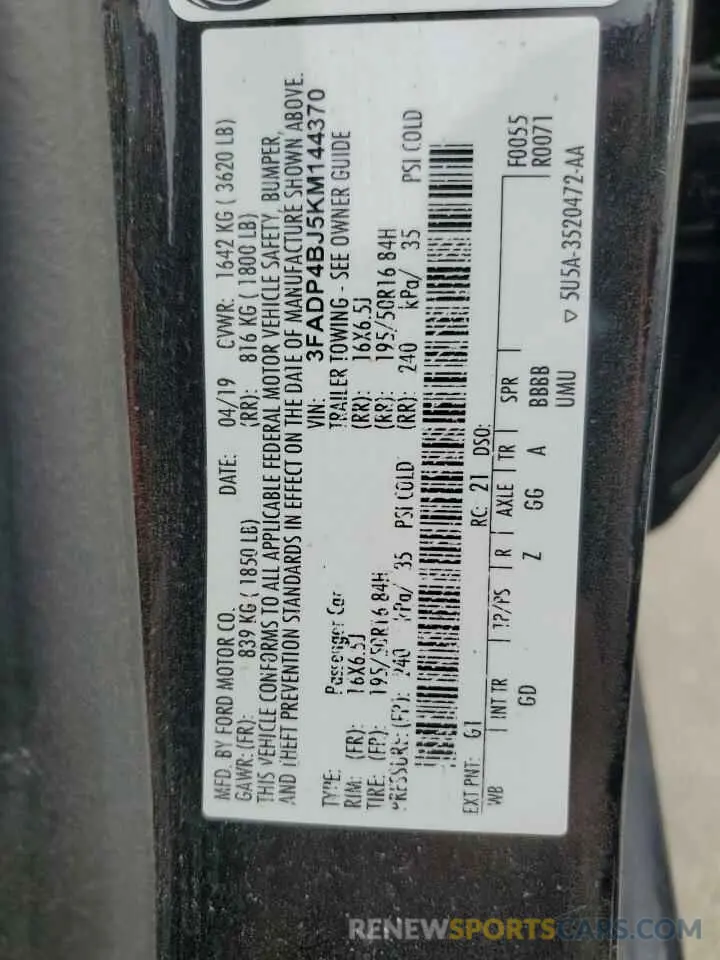 MFD. BY FORD MOTOR CO. DATE: 04/19 GVWR: 1642 KG ( 3620 LB)
GAWR: (FR): 839 KG ( 1850 LB) (RR): 816 KG ( 1800 LB)
THIS VEHICLE CONFORMS TO ALL APPLICABLE FEDERAL MOTOR VEHICLE SAFETY, BUMPER,
AND THEFT PREVENTION STANDARDS IN EFFECT ON THE DATE OF MANUFACTURE SHOWN ABOVE.
VIN: 3FADP4BJ5KM144370
TYPE: Passenger Car TRAILER TOWING - SEE OWNER GUIDE
RIM: (FR): 16X6.5J (RR): 16X6.5J
TIRE: (FR): 195/50R16 84H (RR): 195/50R16 84H
PRESSURE: (FR): 240 kPa/ 35 PSI COLD (RR): 240 kPa/ 35 PSI COLD
EXT PNT: G1 RC: 21 DSO: F0055
WB INT TR TP/PS R AXLE TR SPR R0071
GD Z GG A BBBB
UMU ▽ 5U5A-3520472-AA
RENEWSPORTSCARS.COM